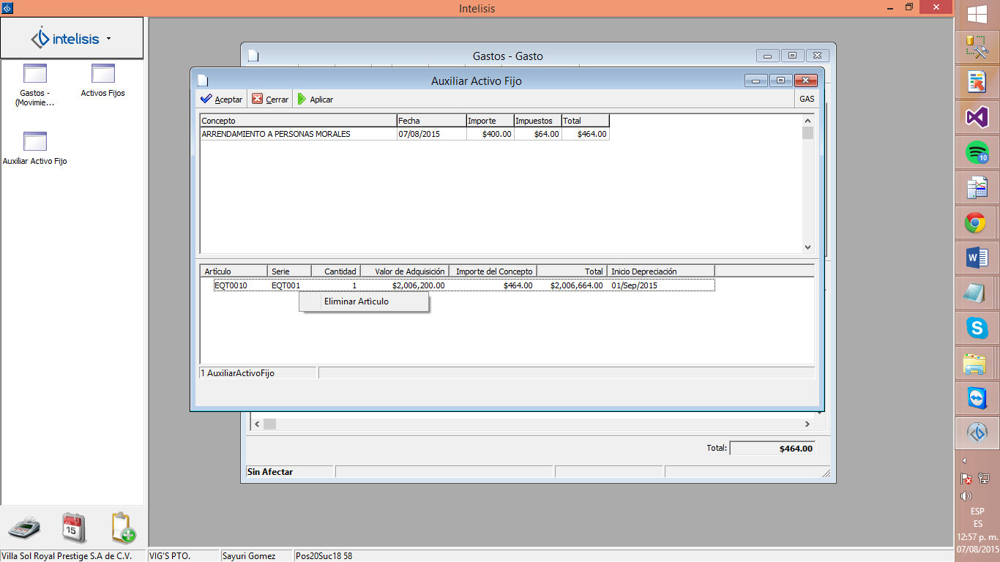 Intelisis
intelisis
Gastos -
(Movimie...
Activos Fijos
Auxiliar Activo Fijo
Gastos - Gasto
Auxiliar Activo Fijo
Aceptar Cerrar Aplicar GAS
Concepto Fecha Importe Impuestos Total
ARRENDAMIENTO A PERSONAS MORALES 07/08/2015 $400.00 $64.00 $464.00
Artìculo Serie Cantidad Valor de Adquisición Importe del Concepto Total Inicio Depreciación
EQT0010 EQT001 1 $2,006,200.00 $464.00 $2,006,664.00 01/Sep/2015
Eliminar Artìculo
1 AuxiliarActivoFijo
Total: $464.00
Sin Afectar
15
Villa Sol Royal Prestige S.A de C.V. VIG'S PTO. Sayuri Gomez Pos20Suc18 58
10
W
S
ESP
ES
12:57 p. m.
07/08/2015